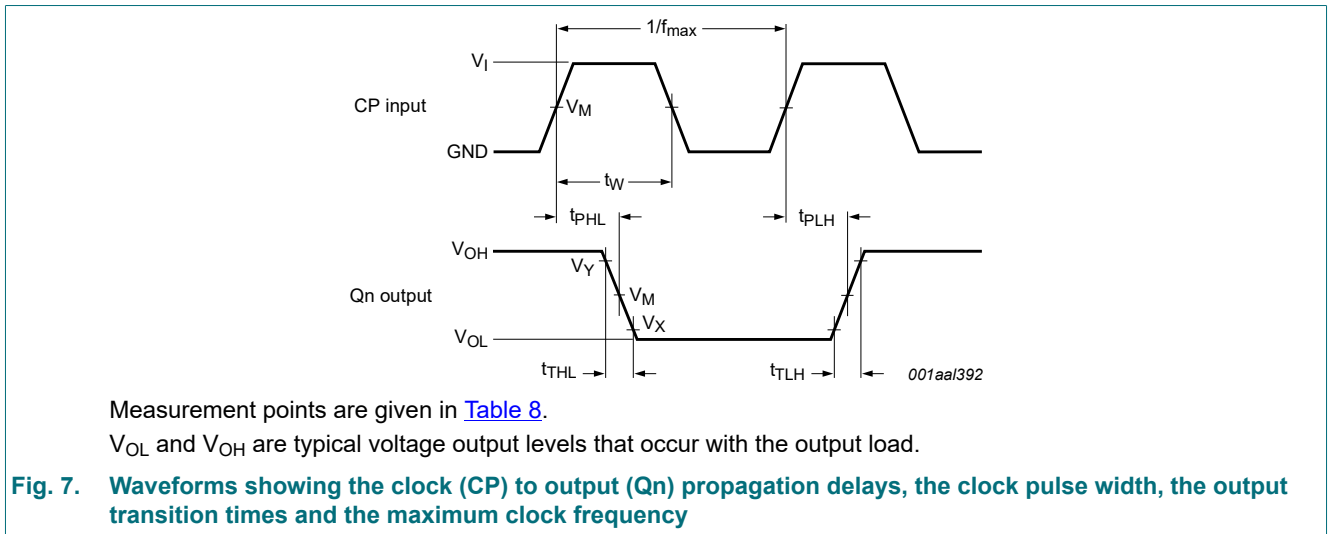 1/fmax
VI
CP input
VM
GND
tW
tPHL
tPLH
VOH
VY
Qn output
VM
VX
VOL
tTHL
tTLH
001aal392
Measurement points are given in Table 8.
VOL and VOH are typical voltage output levels that occur with the output load.
Fig. 7. Waveforms showing the clock (CP) to output (Qn) propagation delays, the clock pulse width, the output
transition times and the maximum clock frequency